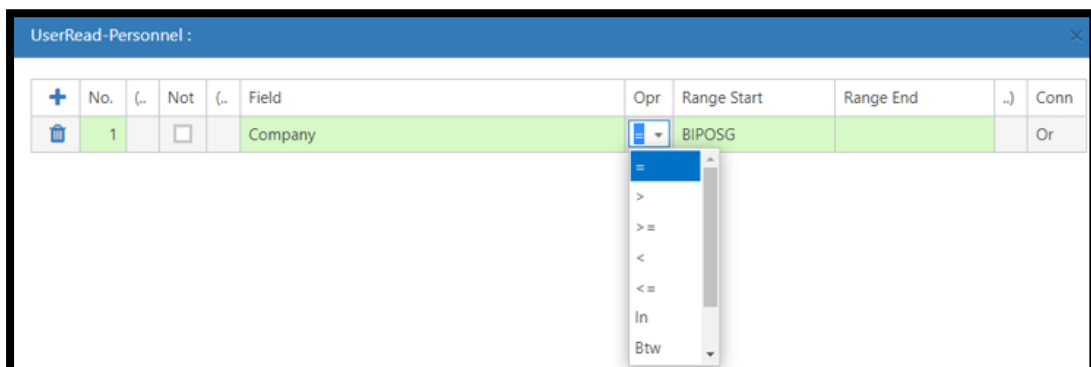 UserRead-Personnel :
No. (.. Not (.. Field Opr Range Start Range End ..) Conn
1 Company = BIPOSG Or
=
>
>=
<
<=
In
Btw